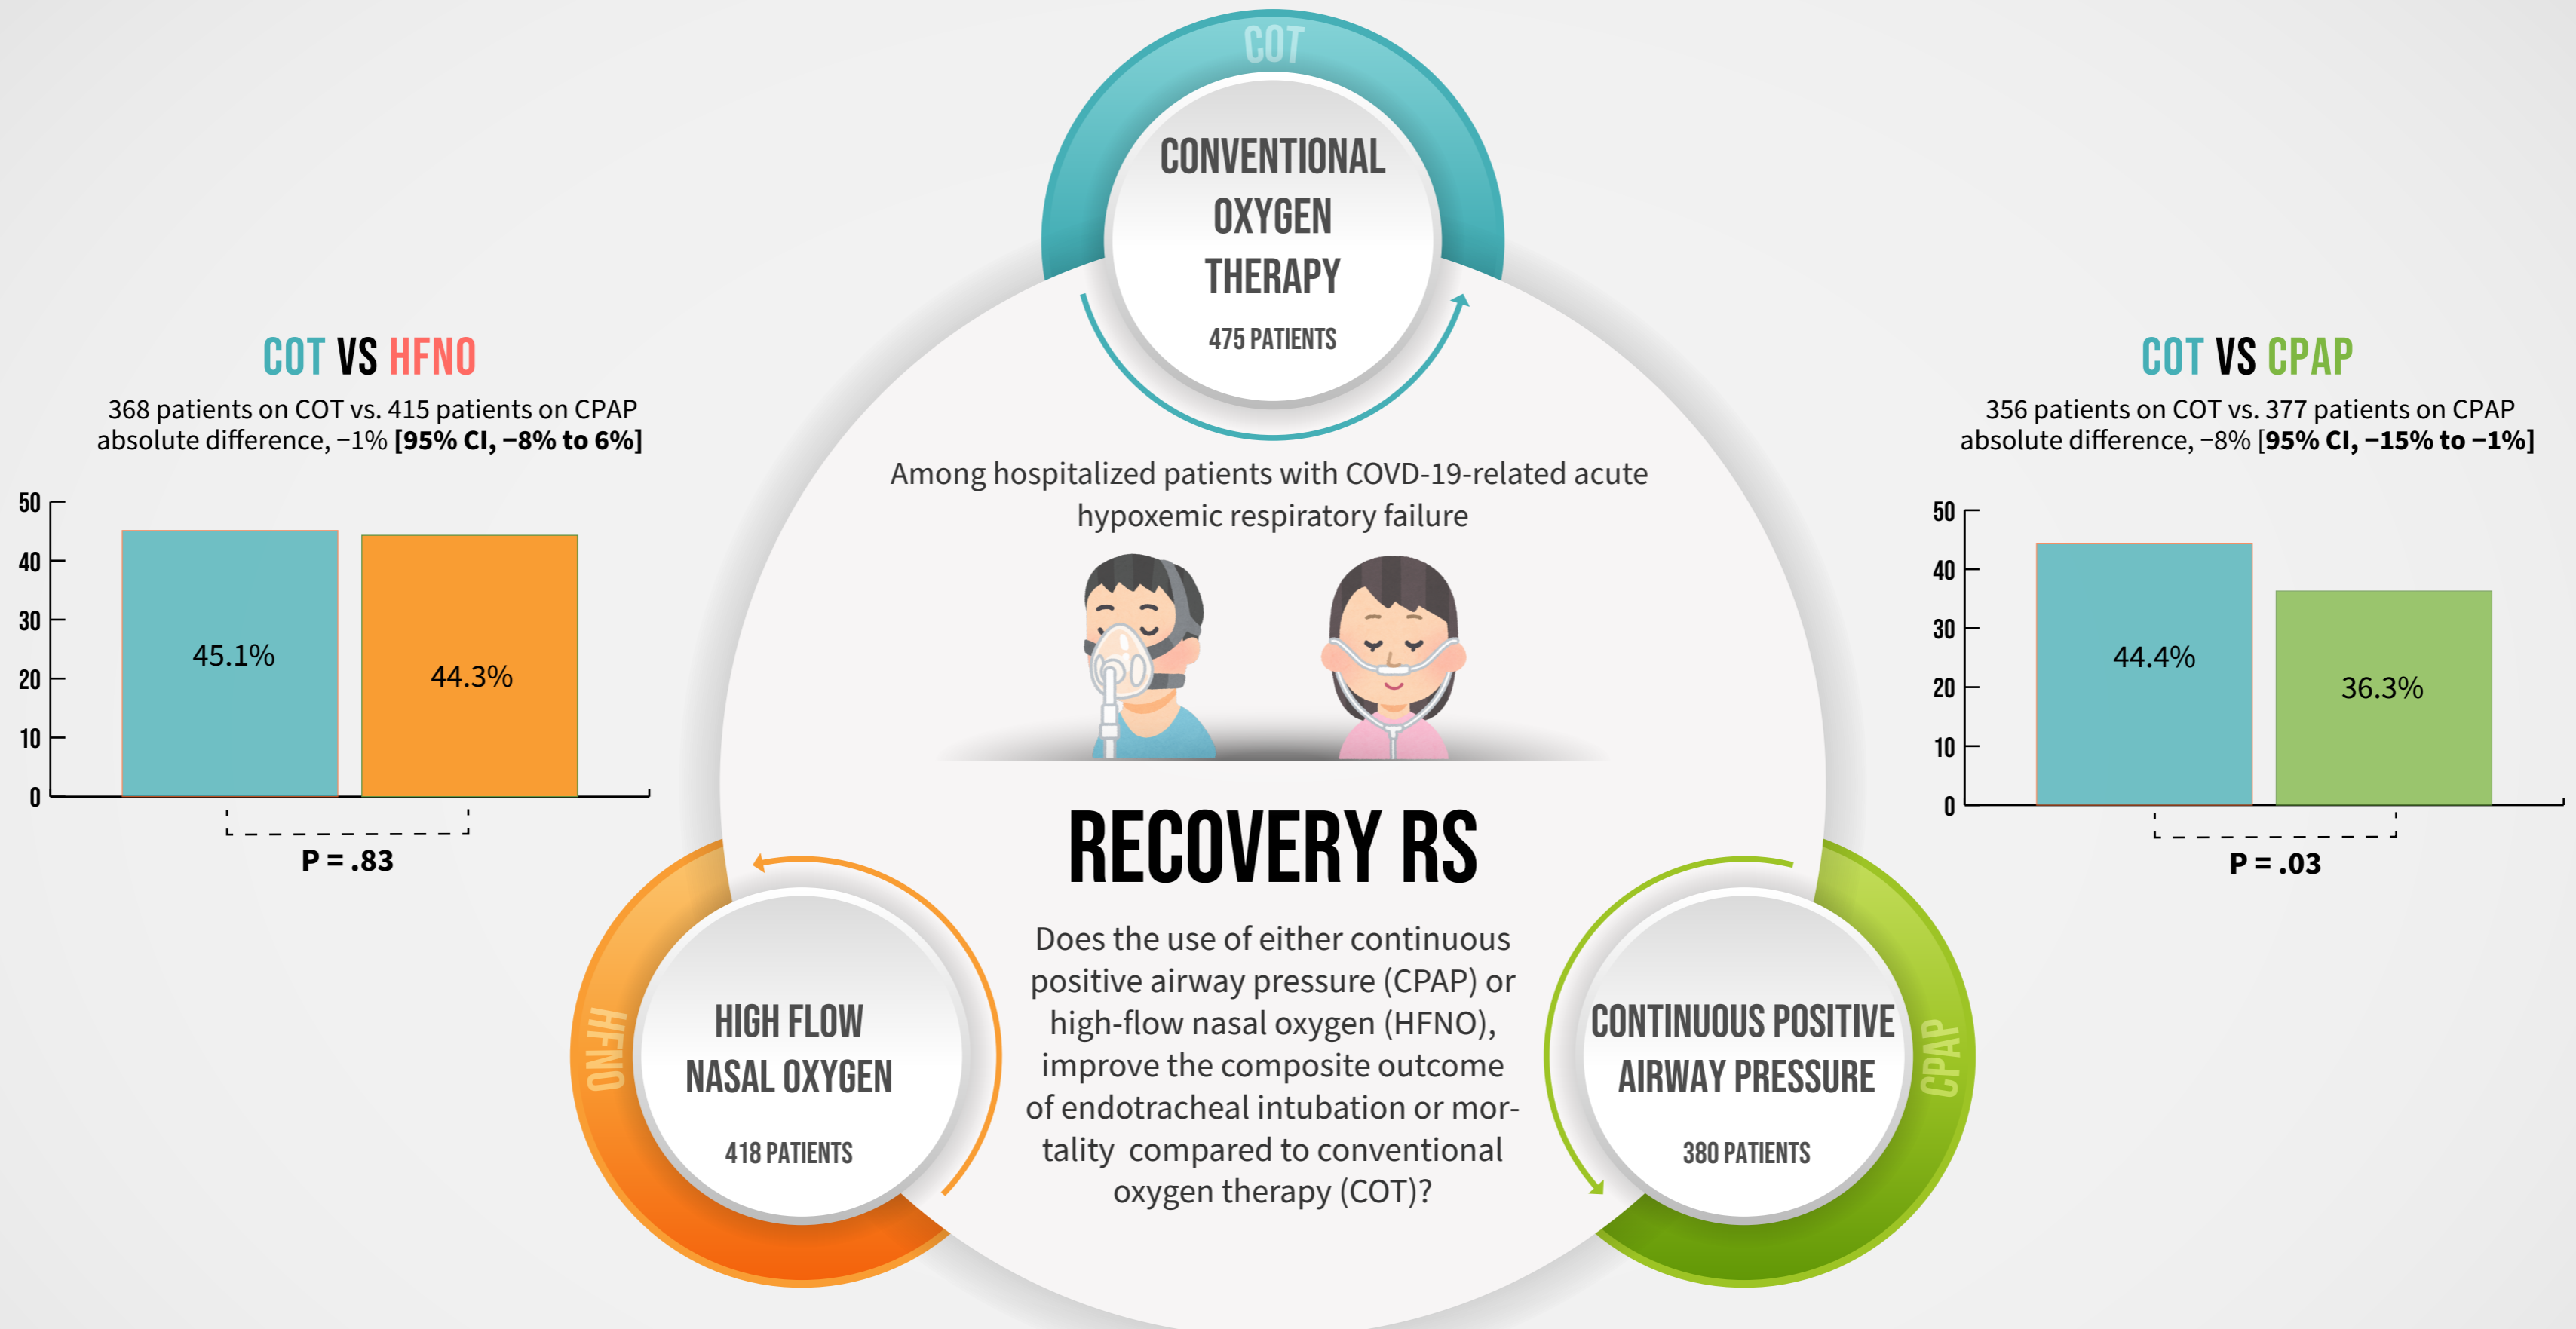 COT
CONVENTIONAL
OXYGEN
THERAPY
475 PATIENTS
COT VS HFNO
368 patients on COT vs. 415 patients on CPAP
absolute difference, −1% [95% CI, −8% to 6%]
50
40
30
20
10
0
45.1%
44.3%
P = .83
COT VS CPAP
356 patients on COT vs. 377 patients on CPAP
absolute difference, −8% [95% CI, −15% to −1%]
50
40
30
20
10
0
44.4%
36.3%
P = .03
Among hospitalized patients with COVD-19-related acute
hypoxemic respiratory failure
RECOVERY RS
Does the use of either continuous
positive airway pressure (CPAP) or
high-flow nasal oxygen (HFNO),
improve the composite outcome
of endotracheal intubation or mor-
tality compared to conventional
oxygen therapy (COT)?
HFNO
HIGH FLOW
NASAL OXYGEN
418 PATIENTS
CONTINUOUS POSITIVE
AIRWAY PRESSURE
380 PATIENTS
CPAP